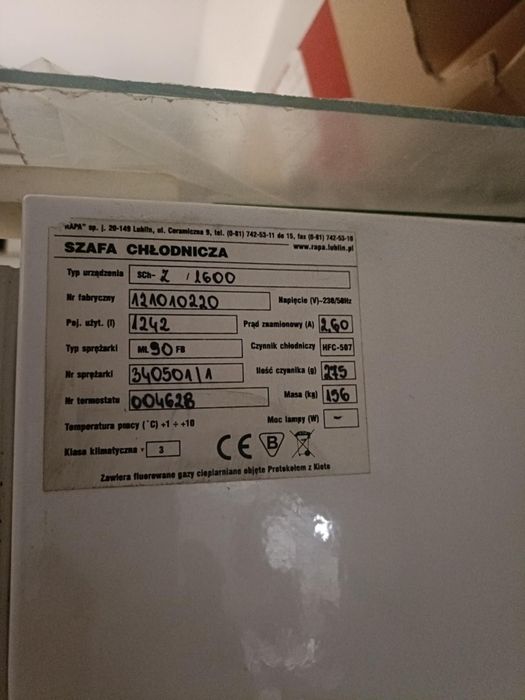 "RAPA" sp. j. 20-149 Lublin, ul. Ceramiczna 9, tel. (0-81) 742-53-11 do 15, fax (0-81) 742-53-10
SZAFA CHŁODNICZA www.rapa.lublin.pl
Typ urządzenia SCh- Z / 1600
Nr fabryczny 121010220 Napięcie (V)~230/50Hz
Poj. użyt. (l) 1242 Prąd znamionowy (A) 2,60
Typ sprężarki ML 90 FB Czynnik chłodniczy HFC-507
Nr sprężarki 340501/1 Ilość czynnika (g) 275
Nr termostatu 004628 Masa (kg) 196
Temperatura pracy (°C) +1 ÷ +10 Moc lampy (W) -
Klasa klimatyczna - 3 CE B
Zawiera fluorowane gazy cieplarniane objęte Protokołem z Kioto